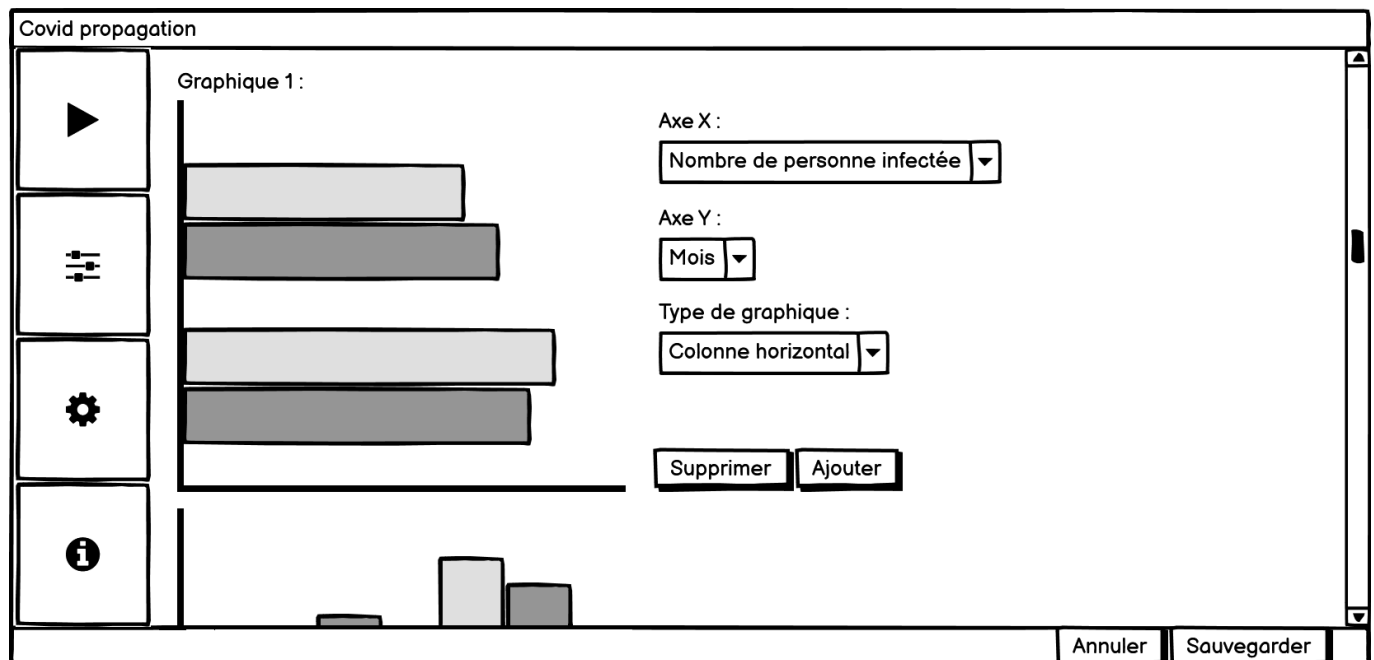 Covid propagation
Graphique 1 :
Axe X :
Nombre de personne infectée
Axe Y :
Mois
Type de graphique :
Colonne horizontal
Supprimer Ajouter
Annuler Sauvegarder